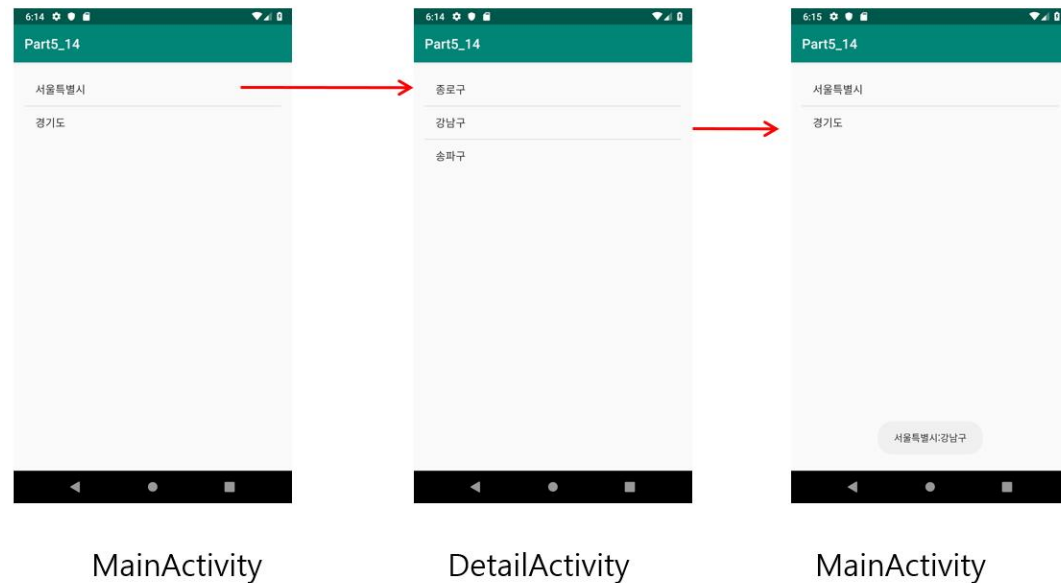 6:14
Part5_14
서울특별시
경기도
MainActivity
6:14
Part5_14
종로구
강남구
송파구
DetailActivity
6:15
Part5_14
서울특별시
경기도
서울특별시:강남구
MainActivity